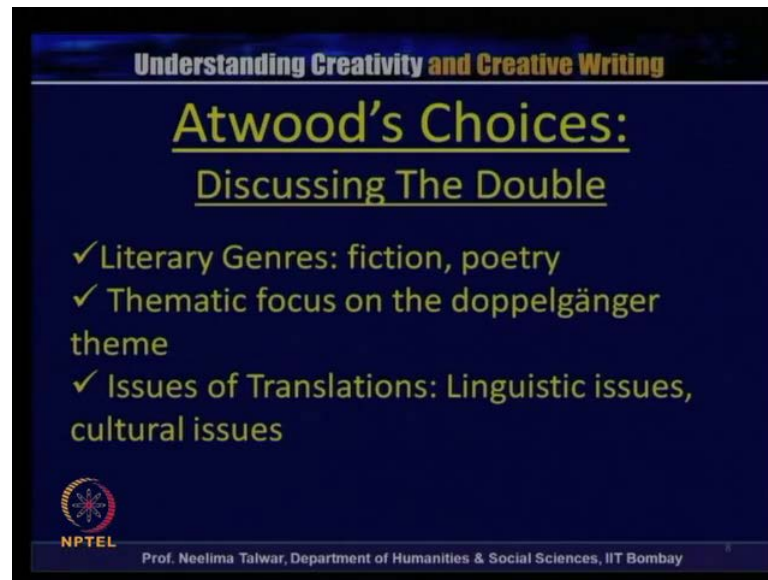 Understanding Creativity and Creative Writing
Atwood's Choices:
Discussing The Double
✓Literary Genres: fiction, poetry
✓ Thematic focus on the doppelgänger
theme
✓ Issues of Translations: Linguistic issues,
cultural issues
NPTEL
Prof. Neelima Talwar, Department of Humanities & Social Sciences, IIT Bombay
8